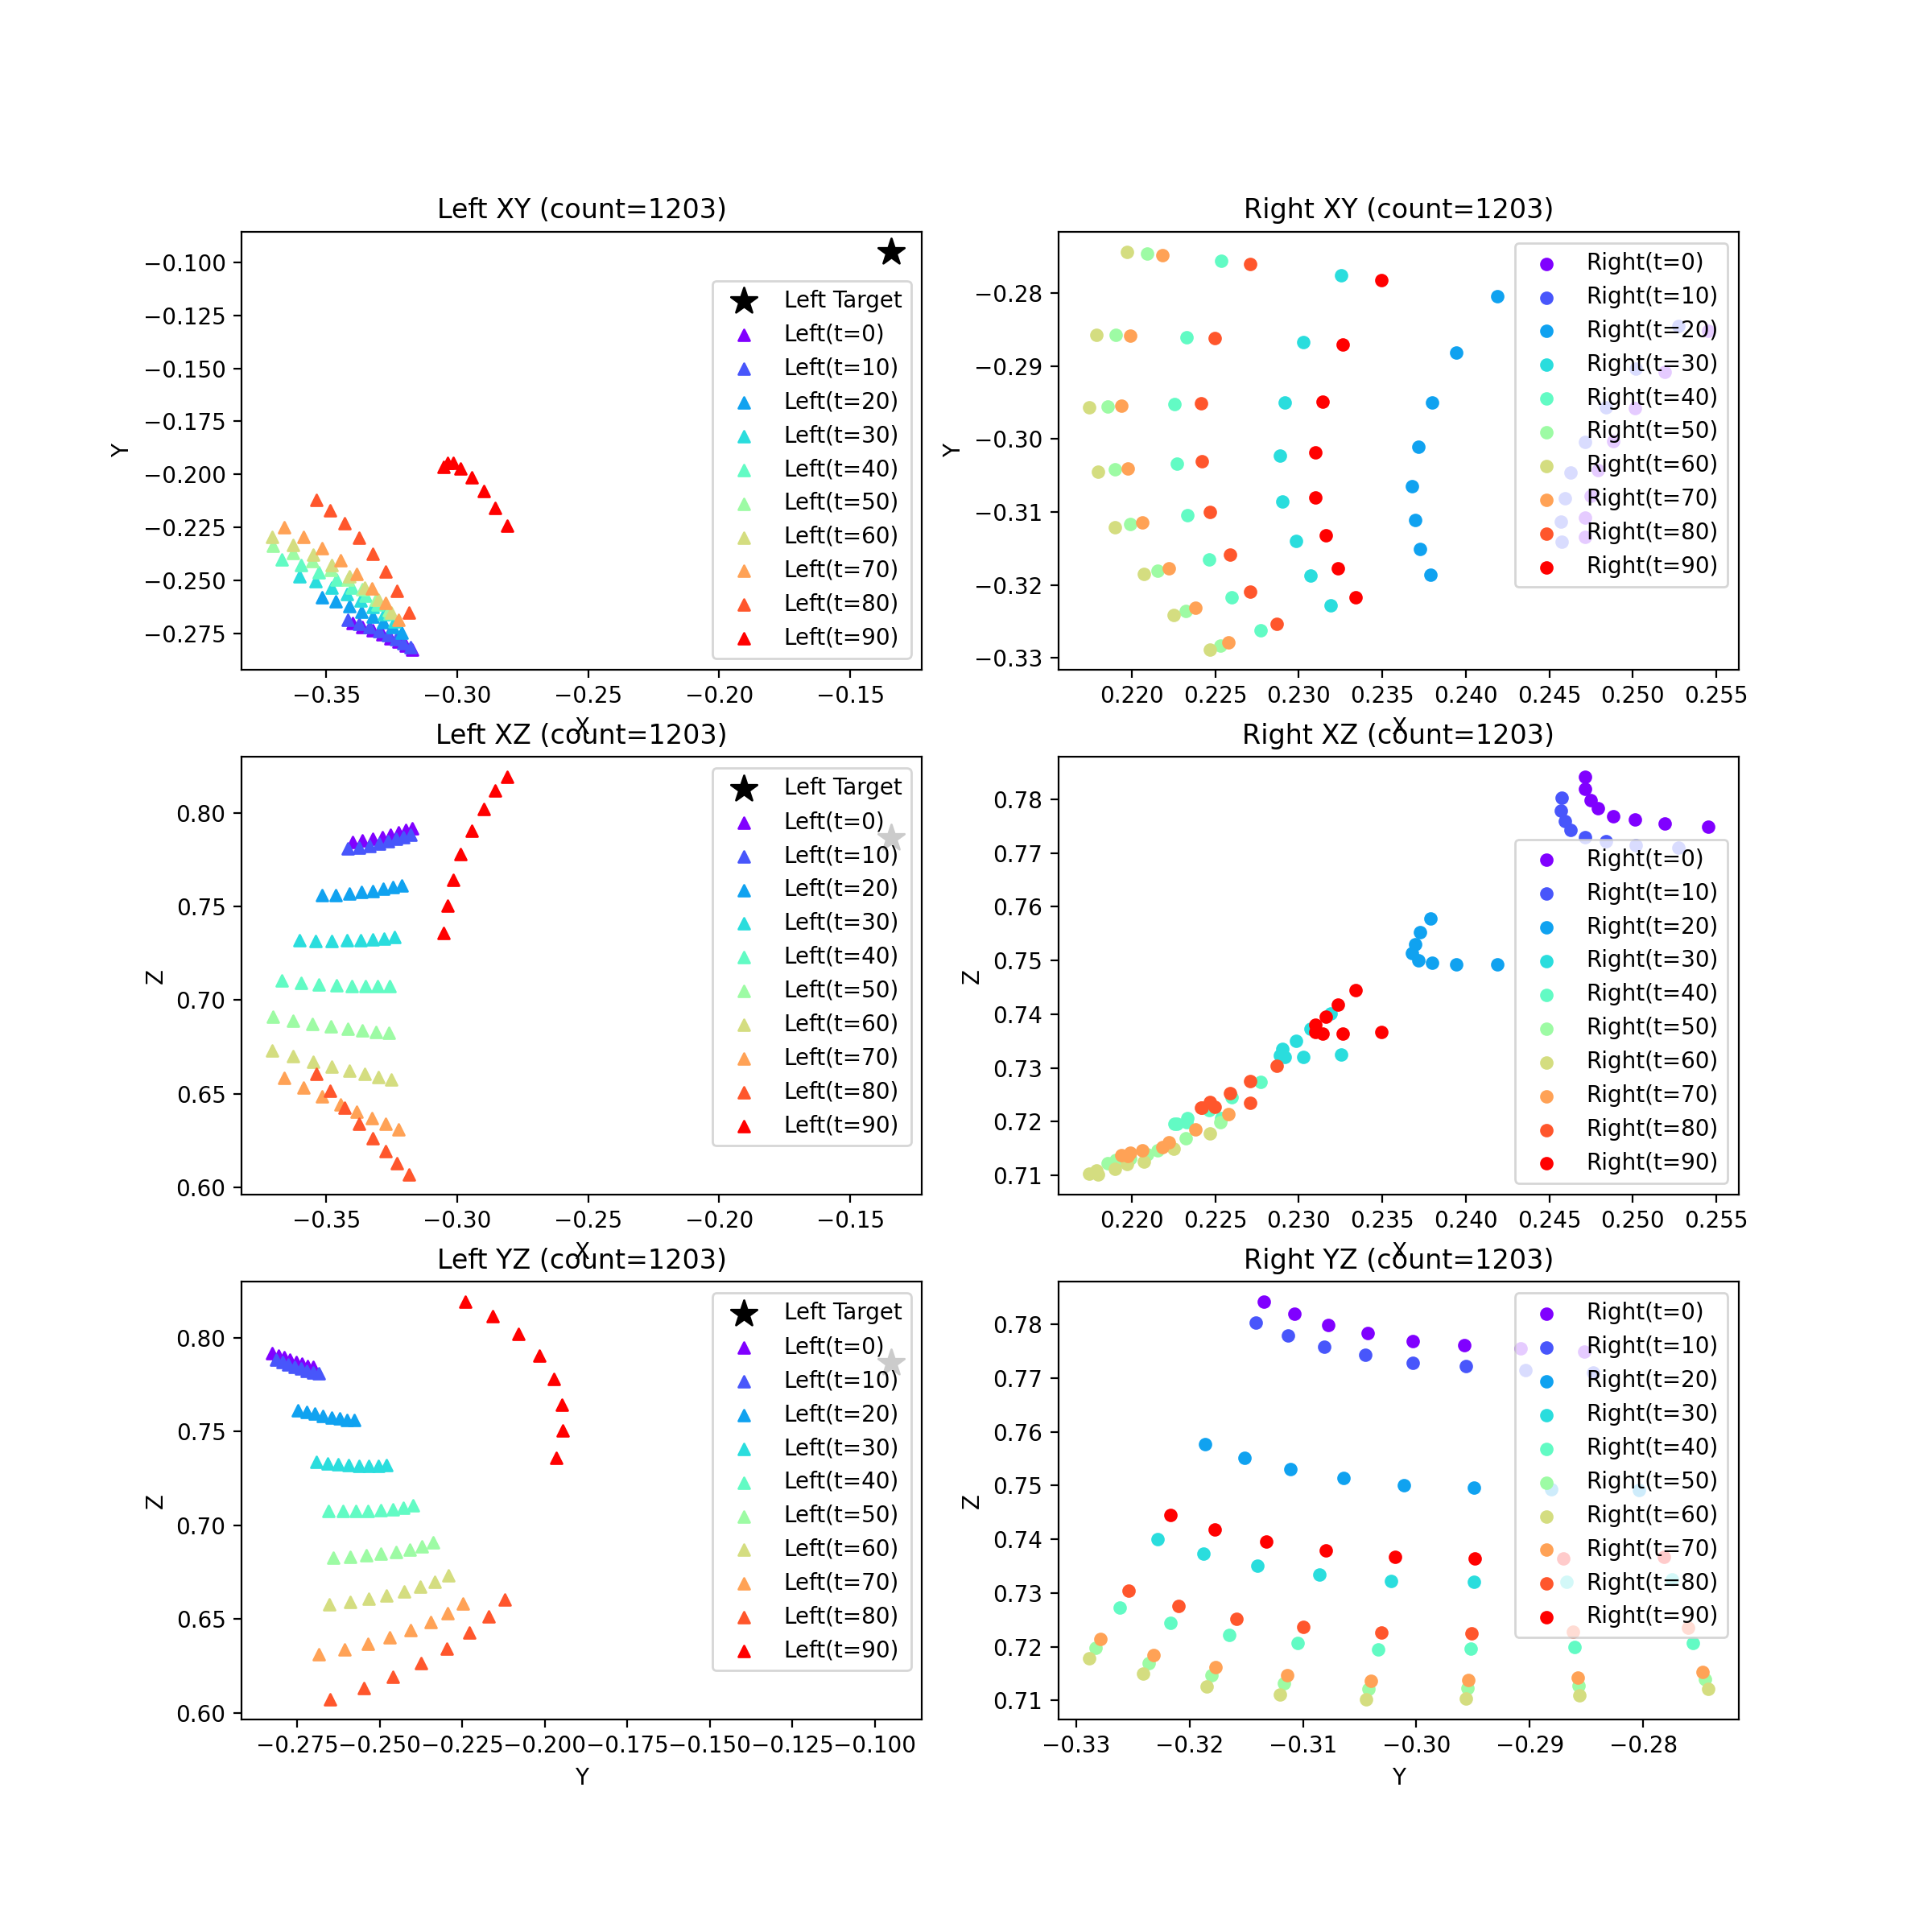 Left XY (count=1203)
−0.100
−0.125
−0.150
−0.175
−0.200
−0.225
−0.250
−0.275
Y
−0.35
−0.30
−0.25
−0.20
−0.15
X
Left Target
Left(t=0)
Left(t=10)
Left(t=20)
Left(t=30)
Left(t=40)
Left(t=50)
Left(t=60)
Left(t=70)
Left(t=80)
Left(t=90)
Right XY (count=1203)
−0.28
−0.29
−0.30
−0.31
−0.32
−0.33
Y
0.220
0.225
0.230
0.235
0.240
0.245
0.250
0.255
X
Right(t=0)
Right(t=10)
Right(t=20)
Right(t=30)
Right(t=40)
Right(t=50)
Right(t=60)
Right(t=70)
Right(t=80)
Right(t=90)
Left XZ (count=1203)
0.80
0.75
0.70
0.65
0.60
Z
−0.35
−0.30
−0.25
−0.20
−0.15
X
Left Target
Left(t=0)
Left(t=10)
Left(t=20)
Left(t=30)
Left(t=40)
Left(t=50)
Left(t=60)
Left(t=70)
Left(t=80)
Left(t=90)
Right XZ (count=1203)
0.78
0.77
0.76
0.75
0.74
0.73
0.72
0.71
Z
0.220
0.225
0.230
0.235
0.240
0.245
0.250
0.255
X
Right(t=0)
Right(t=10)
Right(t=20)
Right(t=30)
Right(t=40)
Right(t=50)
Right(t=60)
Right(t=70)
Right(t=80)
Right(t=90)
Left YZ (count=1203)
0.80
0.75
0.70
0.65
0.60
Z
−0.275
−0.250
−0.225
−0.200
−0.175
−0.150
−0.125
−0.100
Y
Left Target
Left(t=0)
Left(t=10)
Left(t=20)
Left(t=30)
Left(t=40)
Left(t=50)
Left(t=60)
Left(t=70)
Left(t=80)
Left(t=90)
Right YZ (count=1203)
0.78
0.77
0.76
0.75
0.74
0.73
0.72
0.71
Z
−0.33
−0.32
−0.31
−0.30
−0.29
−0.28
Y
Right(t=0)
Right(t=10)
Right(t=20)
Right(t=30)
Right(t=40)
Right(t=50)
Right(t=60)
Right(t=70)
Right(t=80)
Right(t=90)